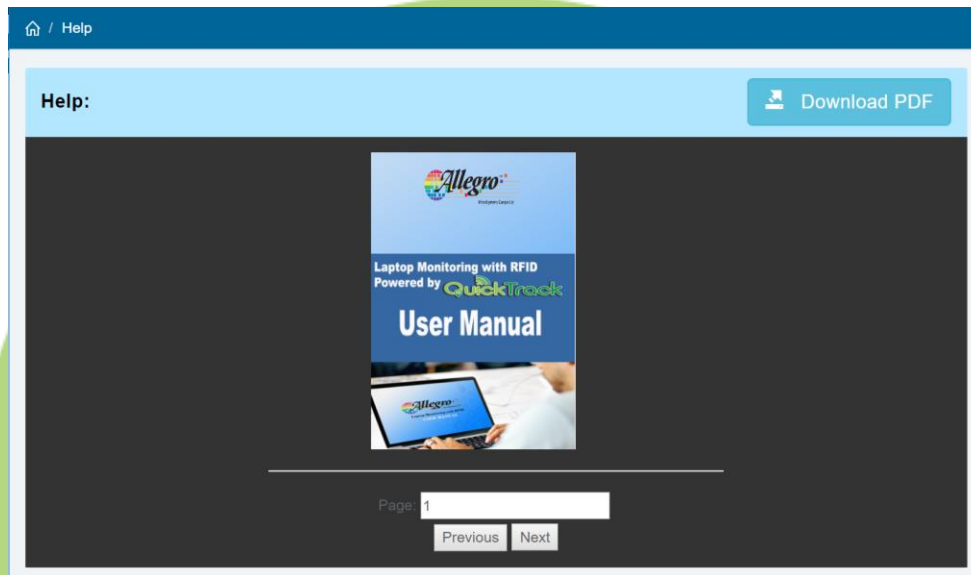 / Help
Help:
Download PDF
Allegro
Laptop Monitoring with RFID
Powered by QuickTrack
User Manual
Allegro
Page: 1
Previous Next